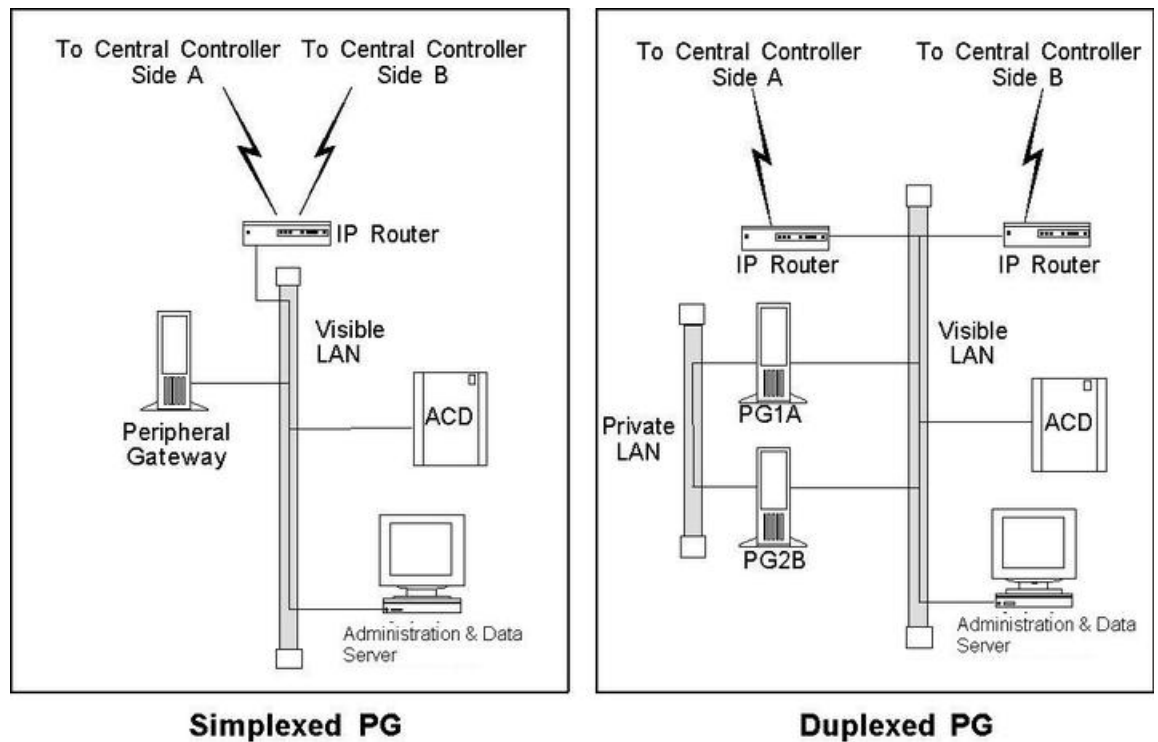 To Central Controller
Side A
To Central Controller
Side B
IP Router
Visible
LAN
Peripheral
Gateway
ACD
Administration & Data
Server
Simplexed PG
To Central Controller
Side A
To Central Controller
Side B
IP Router
IP Router
Visible
LAN
PG1A
Private
LAN
ACD
PG2B
Administration & Data
Server
Duplexed PG